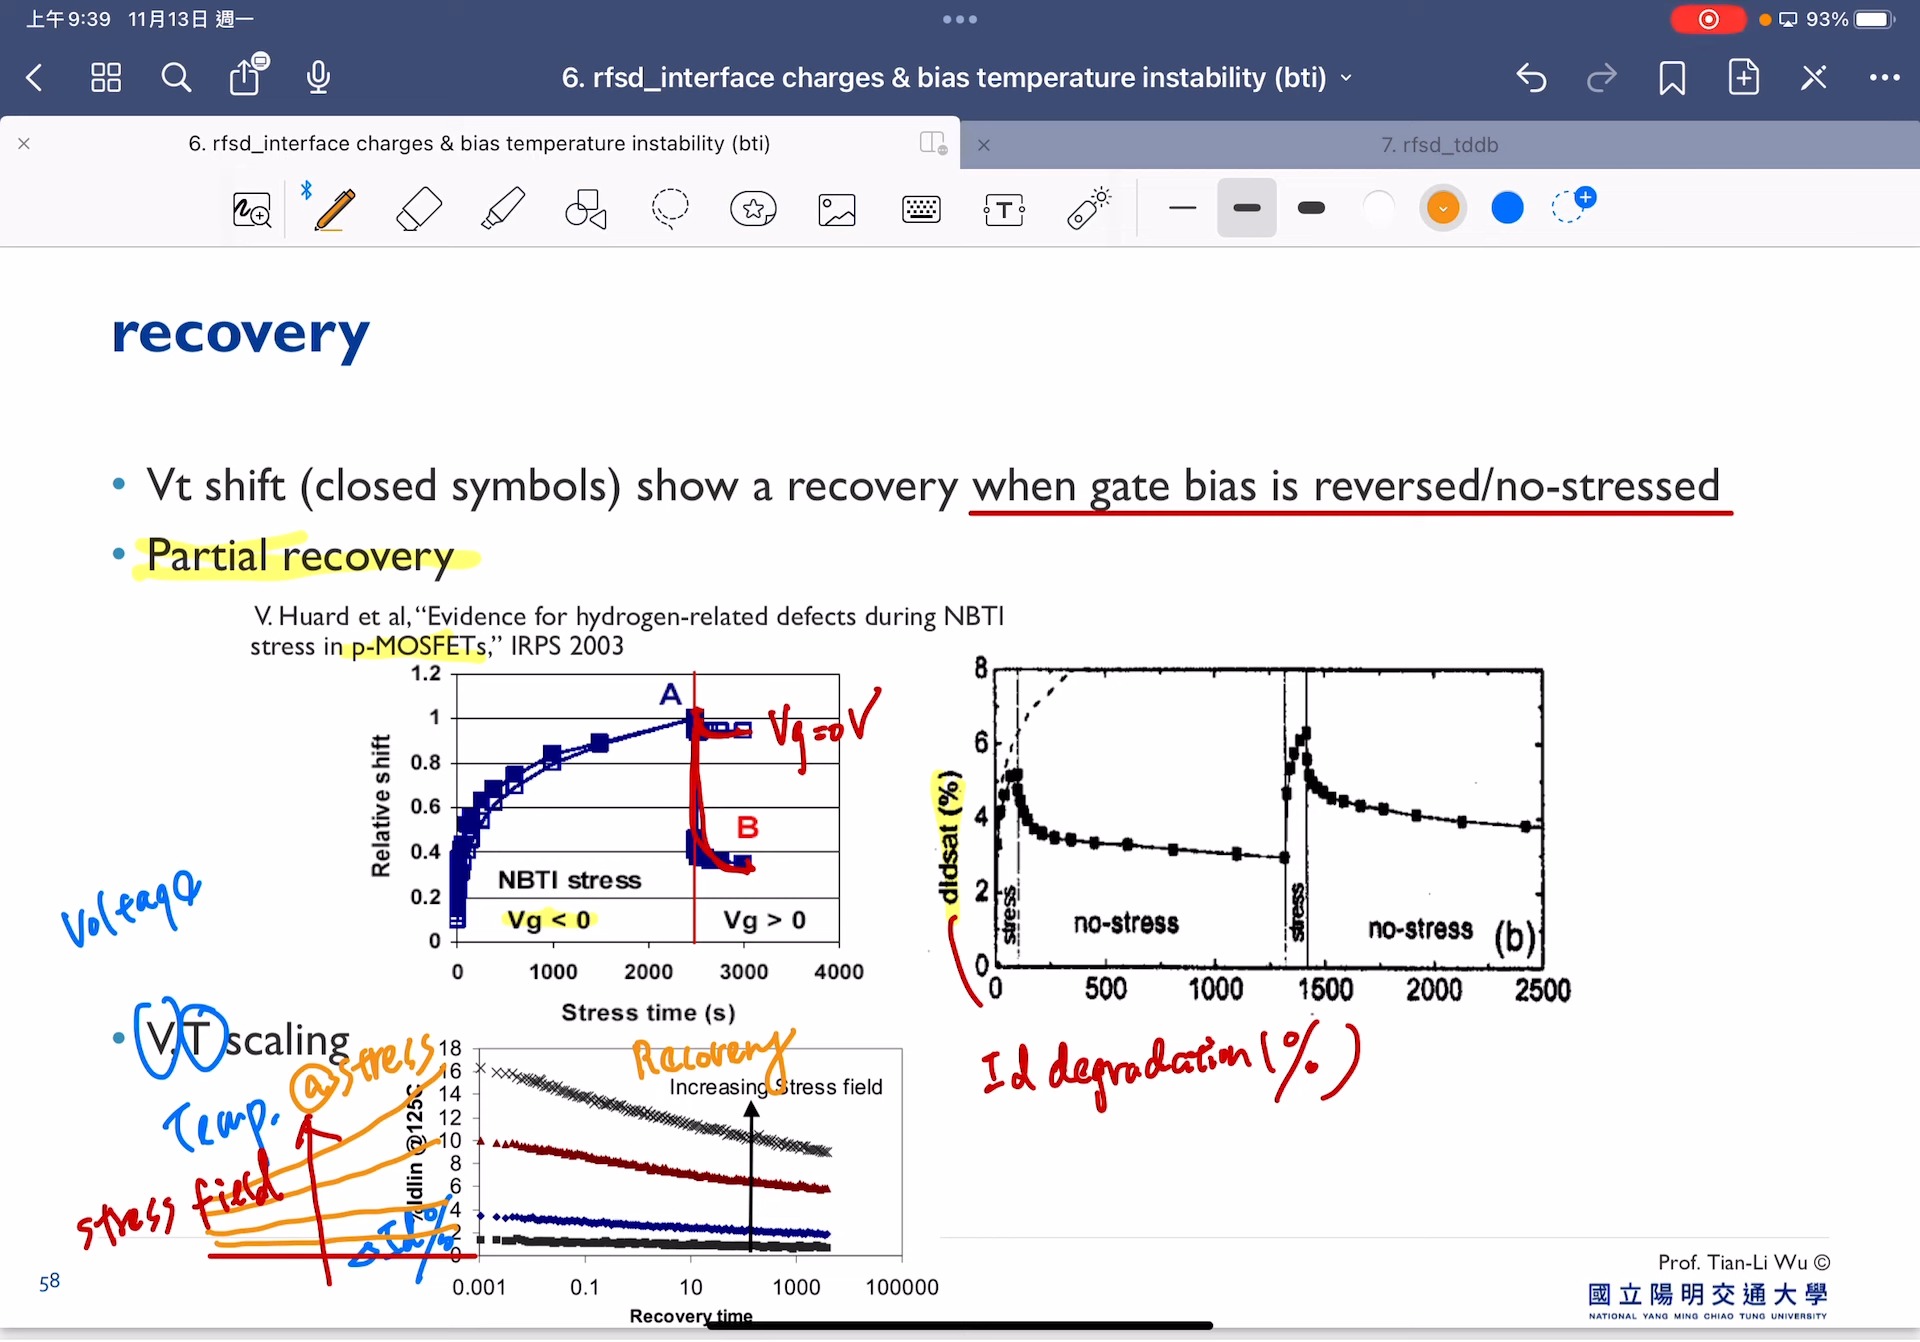 上午9:39 11月13日 週一
93%
6. rfsd_interface charges & bias temperature instability (bti)
6. rfsd_interface charges & bias temperature instability (bti)
7. rfsd_tddb
recovery
• Vt shift (closed symbols) show a recovery when gate bias is reversed/no-stressed
• Partial recovery
V. Huard et al, “Evidence for hydrogen-related defects during NBTI
stress in p-MOSFETs,” IRPS 2003
1.2
1
0.8
0.6
0.4
0.2
0
Relative shift
A
B
Vg=0V
NBTI stress
Vg < 0
Vg > 0
0 1000 2000 3000 4000
Stress time (s)
8
6
4
2
0
dIdsat (%)
stress
no-stress
stress
no-stress
(b)
0 500 1000 1500 2000 2500
Id degradation (%)
Voltage
• V.T scaling
Temp.
@stress
stress field
ΔId%
18
16
14
12
10
8
6
4
2
0
%Idlin @125C
Recovery
Increasing Stress field
0.001 0.1 10 1000 100000
Recovery time
58
Prof. Tian-Li Wu ©
國立陽明交通大學
NATIONAL YANG MING CHIAO TUNG UNIVERSITY